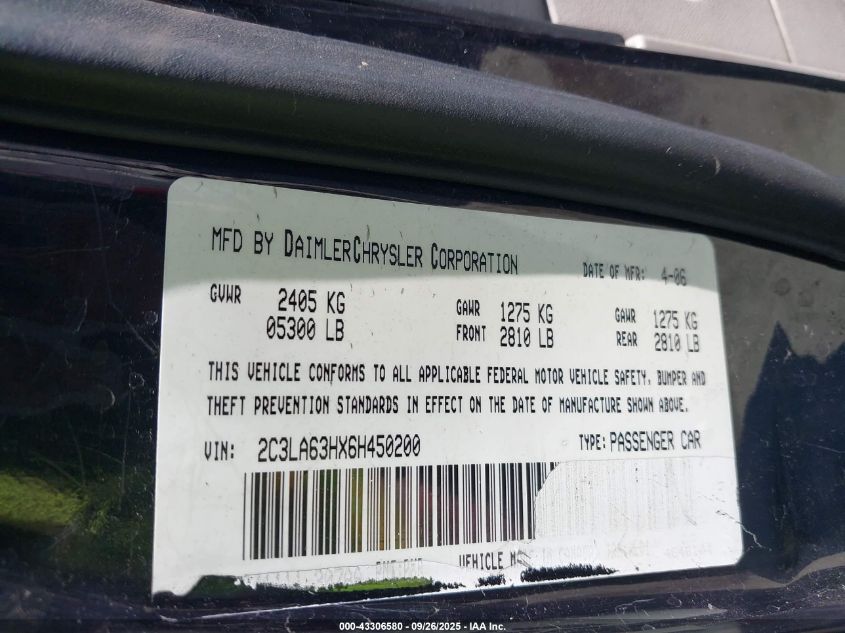 MFD BY DAIMLERCHRYSLER CORPORATION DATE OF MFR: 4-06
GVWR 2405 KG GAWR 1275 KG GAWR 1275 KG
05300 LB FRONT 2810 LB REAR 2810 LB
THIS VEHICLE CONFORMS TO ALL APPLICABLE FEDERAL MOTOR VEHICLE SAFETY, BUMPER AND
THEFT PREVENTION STANDARDS IN EFFECT ON THE DATE OF MANUFACTURE SHOWN ABOVE.
VIN: 2C3LA63HX6H450200 TYPE: PASSENGER CAR
VEHICLE
000-43306580 - 09/26/2025 - IAA Inc.